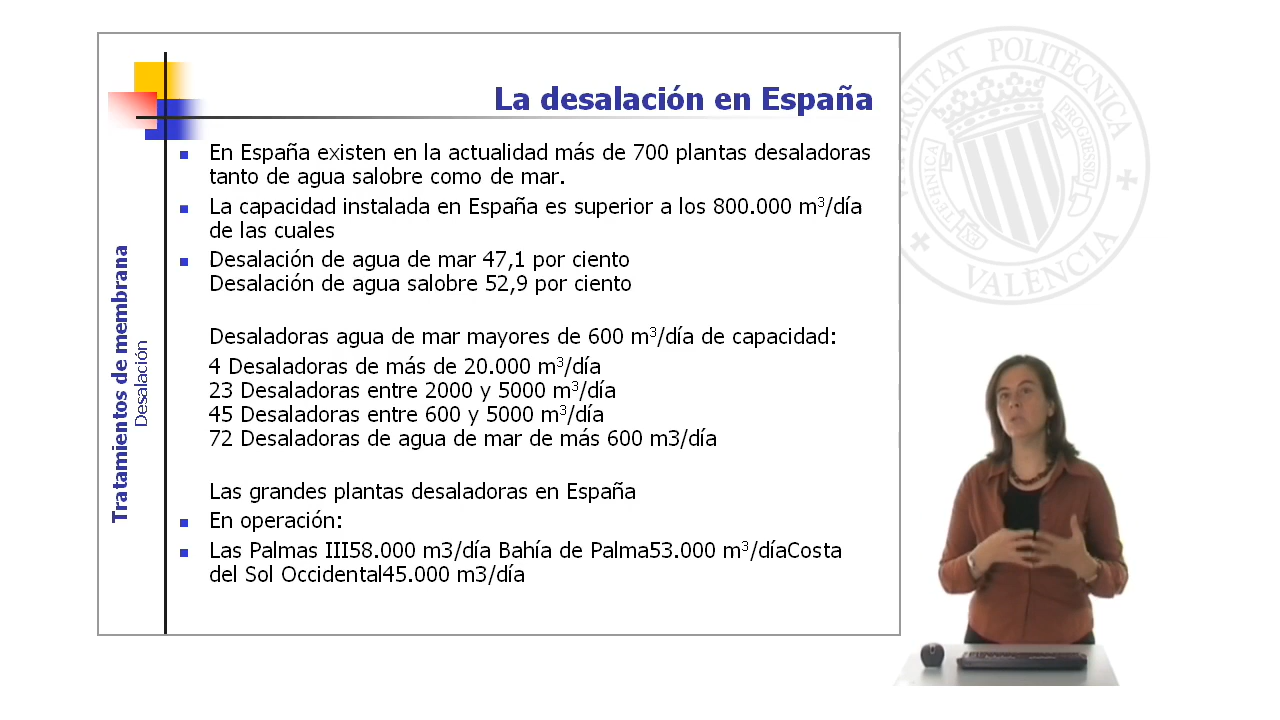 La desalación en España
En España existen en la actualidad más de 700 plantas desaladoras
tanto de agua salobre como de mar.
La capacidad instalada en España es superior a los 800.000 m³/día
de las cuales
Desalación de agua de mar 47,1 por ciento
Desalación de agua salobre 52,9 por ciento
Desaladoras agua de mar mayores de 600 m³/día de capacidad:
4 Desaladoras de más de 20.000 m³/día
23 Desaladoras entre 2000 y 5000 m³/día
45 Desaladoras entre 600 y 5000 m³/día
72 Desaladoras de agua de mar de más 600 m3/día
Las grandes plantas desaladoras en España
En operación:
Las Palmas III58.000 m3/día Bahía de Palma53.000 m³/díaCosta
del Sol Occidental45.000 m3/día
Tratamientos de membrana
Desalación
POLITÈCNICA
VALÈNCIA
TECHNICA
PROGRESSIO
EX